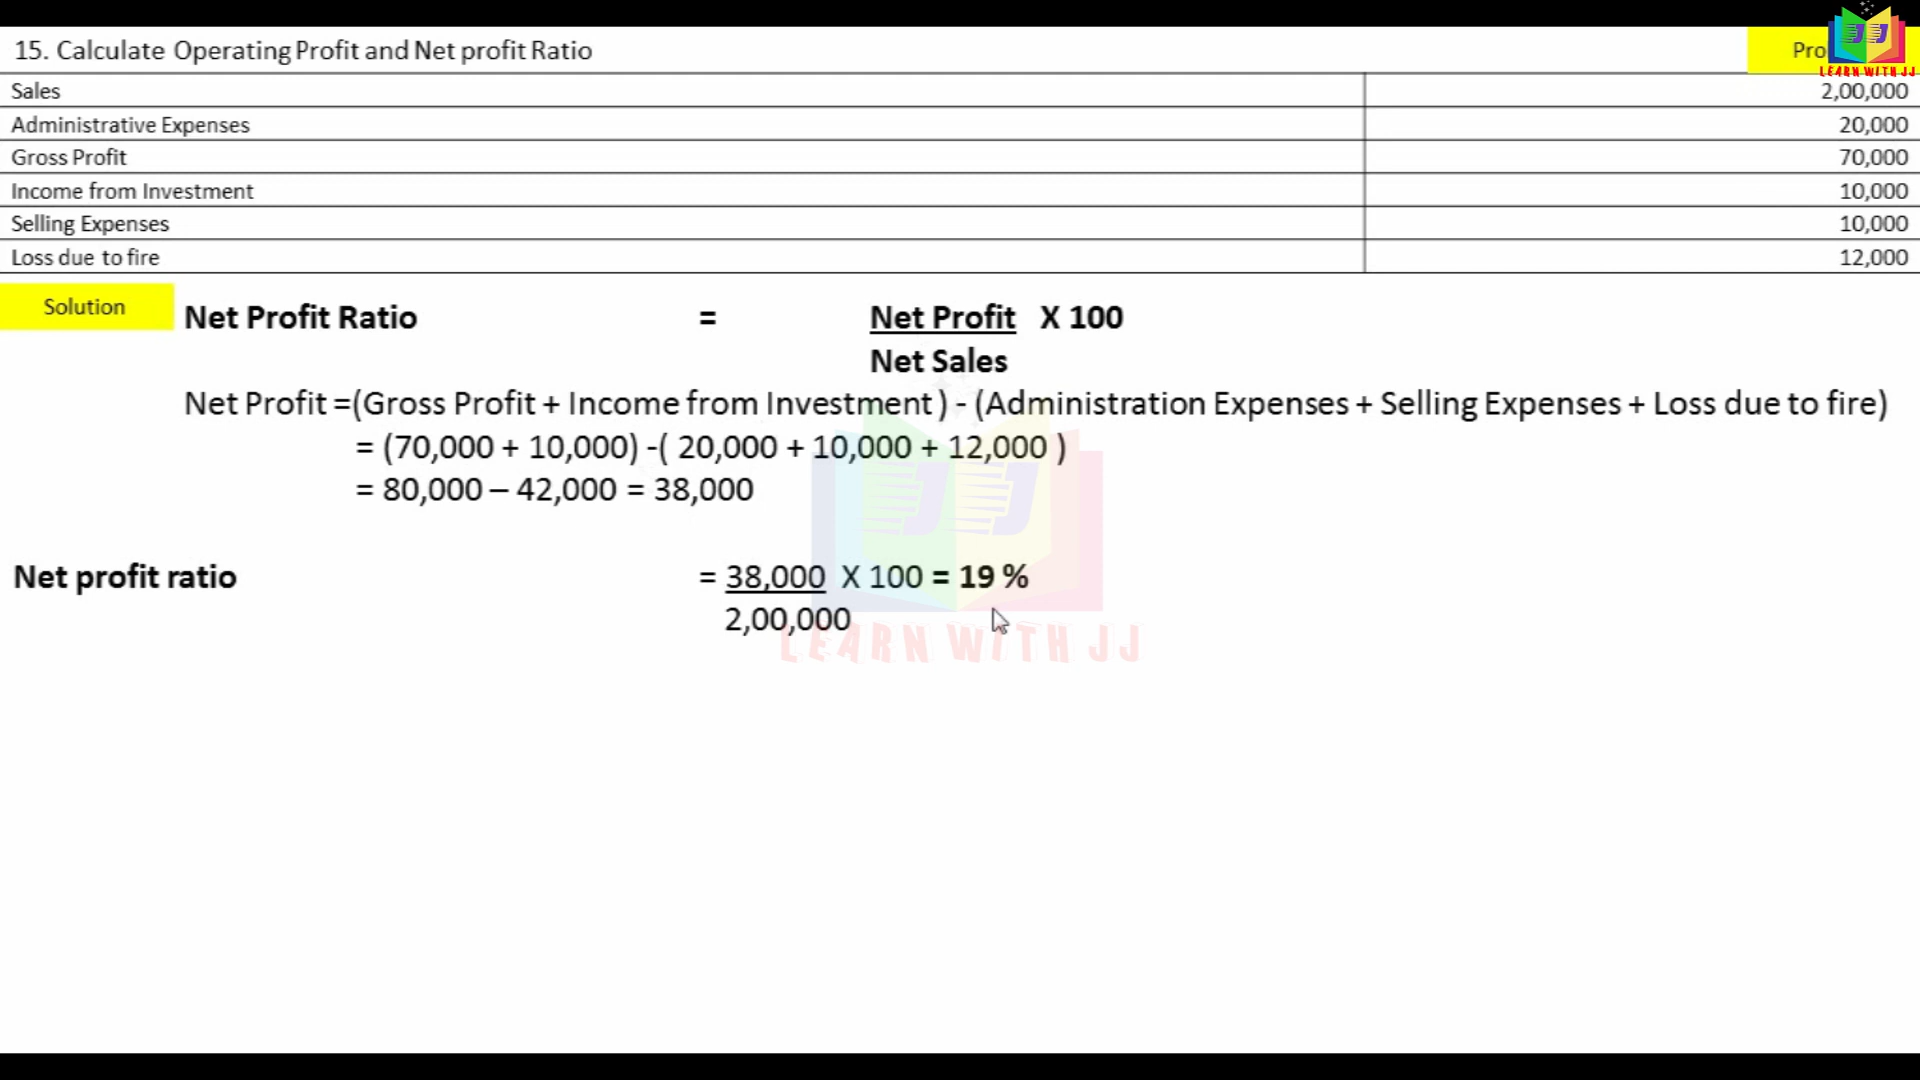 15. Calculate Operating Profit and Net profit Ratio
JJ
LEARN WITH JJ
Sales 2,00,000
Administrative Expenses 20,000
Gross Profit 70,000
Income from Investment 10,000
Selling Expenses 10,000
Loss due to fire 12,000
Solution
Net Profit Ratio = Net Profit X 100
Net Sales
Net Profit =(Gross Profit + Income from Investment ) - (Administration Expenses + Selling Expenses + Loss due to fire)
= (70,000 + 10,000) -( 20,000 + 10,000 + 12,000 )
= 80,000 – 42,000 = 38,000
JJ
Net profit ratio = 38,000 X 100 = 19 %
2,00,000
LEARN WITH JJ